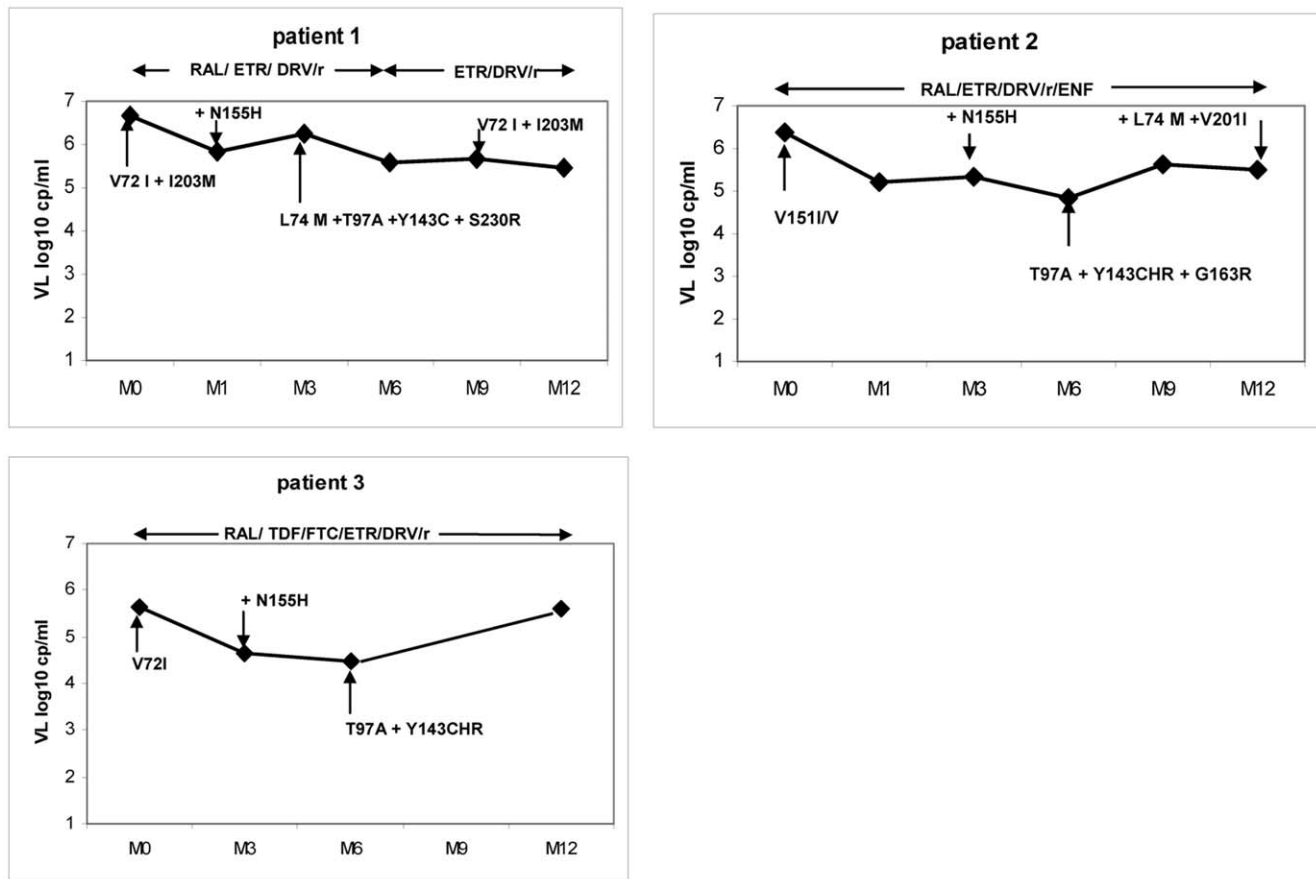 patient 1
RAL/ ETR/ DRV/r
ETR/DRV/r
VL log10 cp/ml
7
6
5
4
3
2
1
+ N155H
V72 I + I203M
V72 I + I203M
L74 M +T97A +Y143C + S230R
M0 M1 M3 M6 M9 M12
patient 2
RAL/ETR/DRV/r/ENF
VL log10 cp/ml
7
6
5
4
3
2
1
+ N155H
+ L74 M +V201I
V151I/V
T97A + Y143CHR + G163R
M0 M1 M3 M6 M9 M12
patient 3
RAL/ TDF/FTC/ETR/DRV/r
VL log10 cp/ml
7
6
5
4
3
2
1
+ N155H
V72I
T97A + Y143CHR
M0 M3 M6 M9 M12